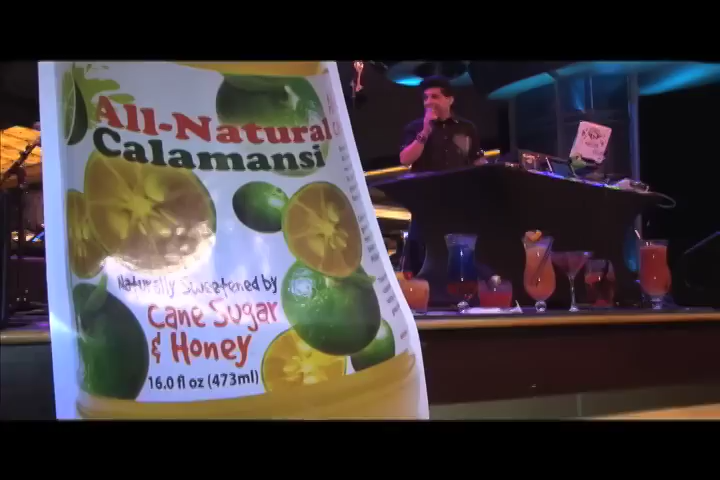 All-Natural
Calamansi
Naturally Sweetened by
Cane Sugar
& Honey
16.0 fl oz (473ml)